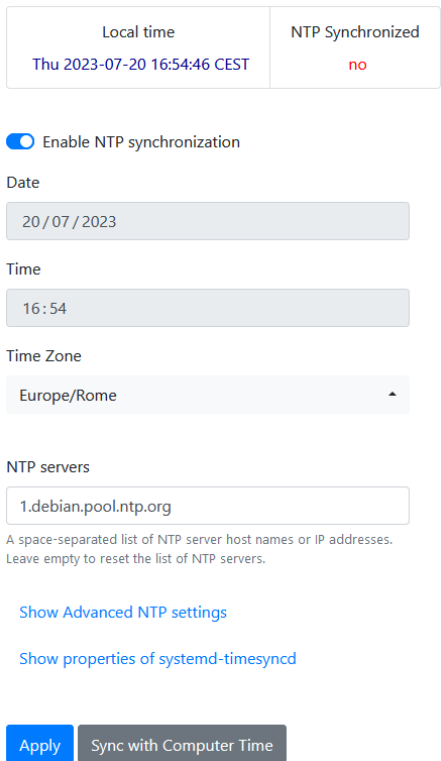 Local time
NTP Synchronized
Thu 2023-07-20 16:54:46 CEST
no
Enable NTP synchronization
Date
20/07/2023
Time
16:54
Time Zone
Europe/Rome
NTP servers
1.debian.pool.ntp.org
A space-separated list of NTP server host names or IP addresses.
Leave empty to reset the list of NTP servers.
Show Advanced NTP settings
Show properties of systemd-timesyncd
Apply
Sync with Computer Time